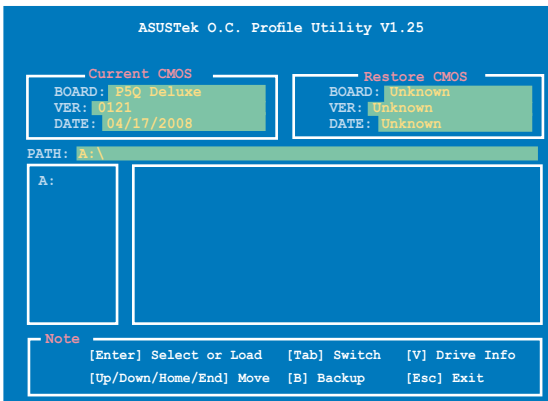 ASUSTek O.C. Profile Utility V1.25
Current CMOS
BOARD: P5Q Deluxe
VER: 0121
DATE: 04/17/2008
Restore CMOS
BOARD: Unknown
VER: Unknown
DATE: Unknown
PATH: A:\
A:
Note
[Enter] Select or Load [Tab] Switch [V] Drive Info
[Up/Down/Home/End] Move [B] Backup [Esc] Exit